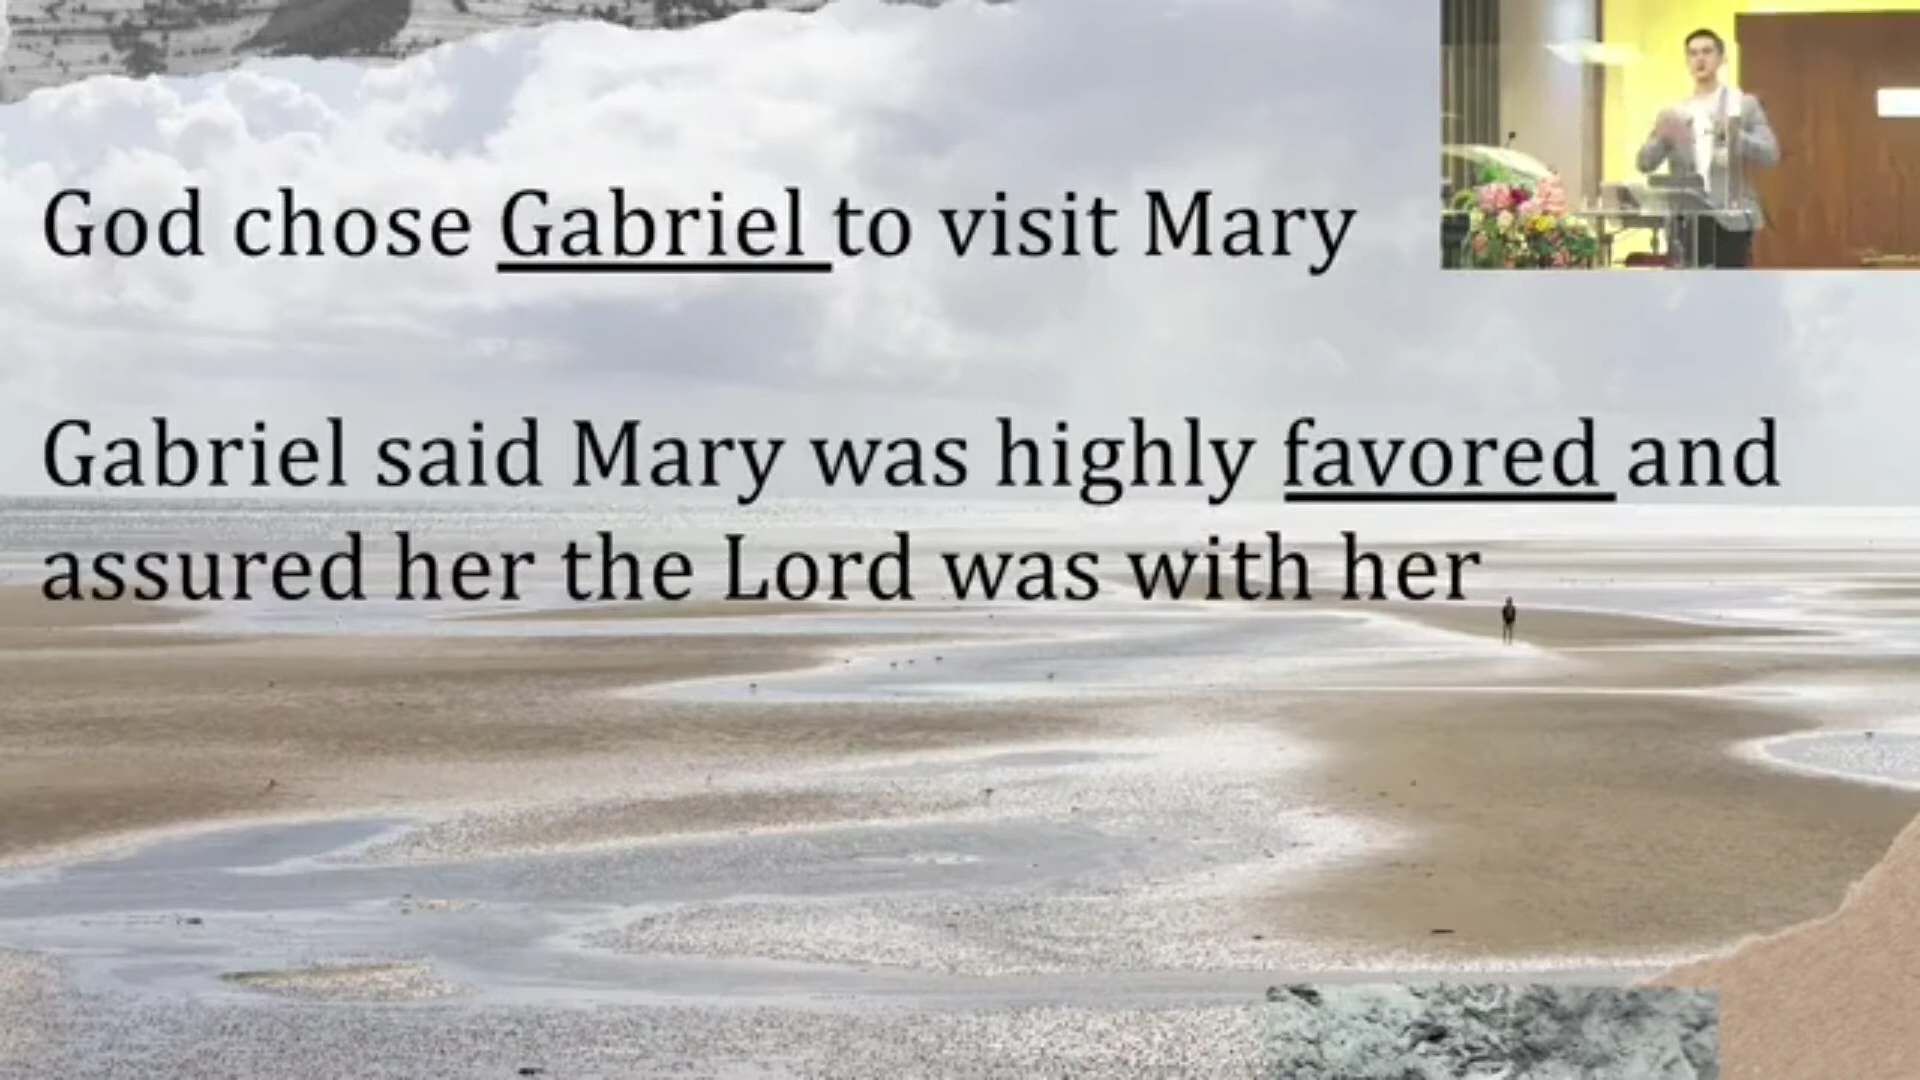 God chose Gabriel to visit Mary
Gabriel said Mary was highly favored and
assured her the Lord was with her